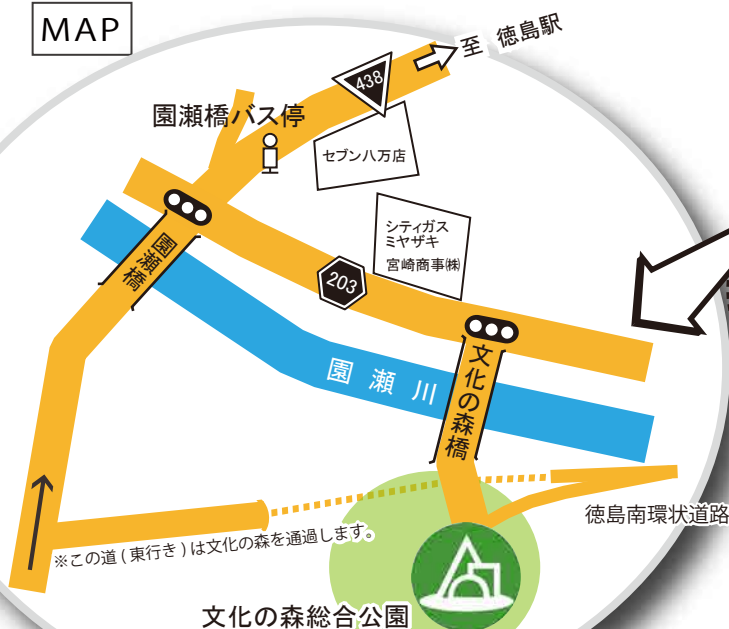 MAP
至 徳島駅
438
園瀬橋バス停
セブン八万店
シティガス
ミヤザキ
宮崎商事㈱
園瀬橋
203
文化の森橋
園瀬川
徳島南環状道路
※この道(東行き)は文化の森を通過します。
文化の森総合公園